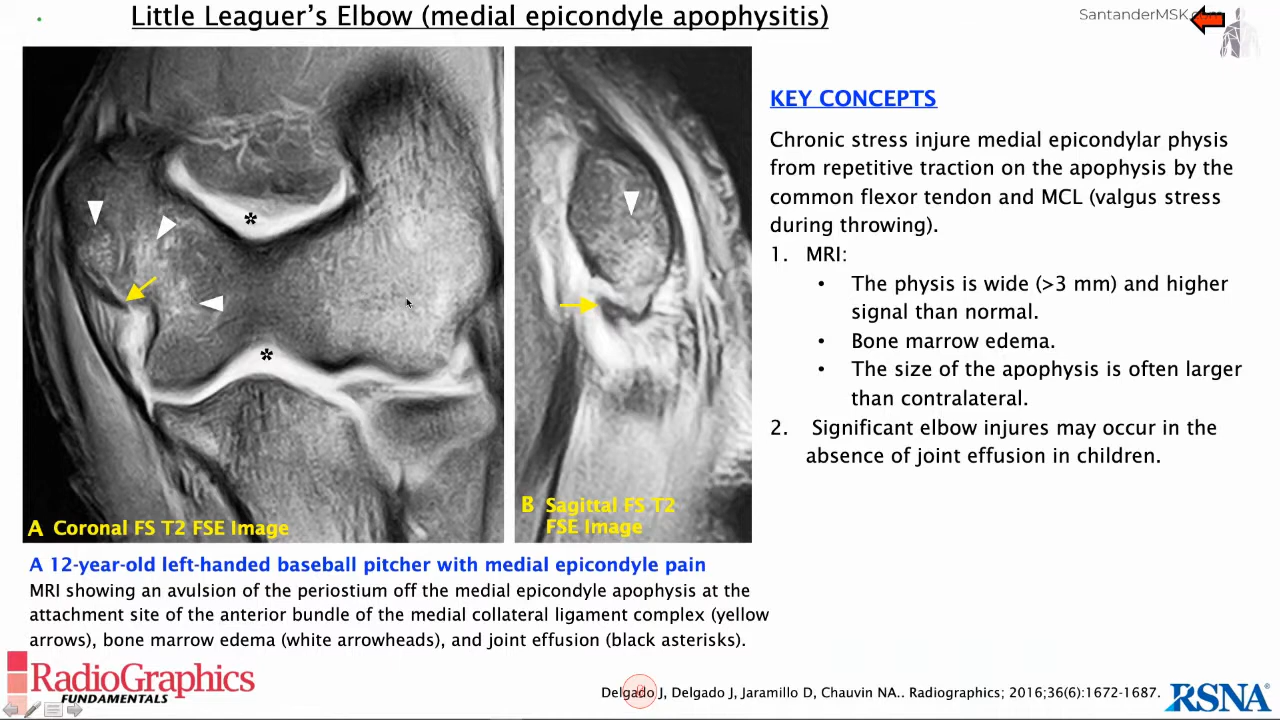 Little Leaguer’s Elbow (medial epicondyle apophysitis)
KEY CONCEPTS
Chronic stress injure medial epicondylar physis
from repetitive traction on the apophysis by the
common flexor tendon and MCL (valgus stress
during throwing).
1. MRI:
• The physis is wide (>3 mm) and higher
signal than normal.
• Bone marrow edema.
• The size of the apophysis is often larger
than contralateral.
2. Significant elbow injures may occur in the
absence of joint effusion in children.
* 
*
A Coronal FS T2 FSE Image
B Sagittal FS T2
FSE Image
A 12-year-old left-handed baseball pitcher with medial epicondyle pain
MRI showing an avulsion of the periostium off the medial epicondyle apophysis at the
attachment site of the anterior bundle of the medial collateral ligament complex (yellow
arrows), bone marrow edema (white arrowheads), and joint effusion (black asterisks).
RadioGraphics
FUNDAMENTALS
Delgado J, Delgado J, Jaramillo D, Chauvin NA.. Radiographics; 2016;36(6):1672-1687.
RSNA®